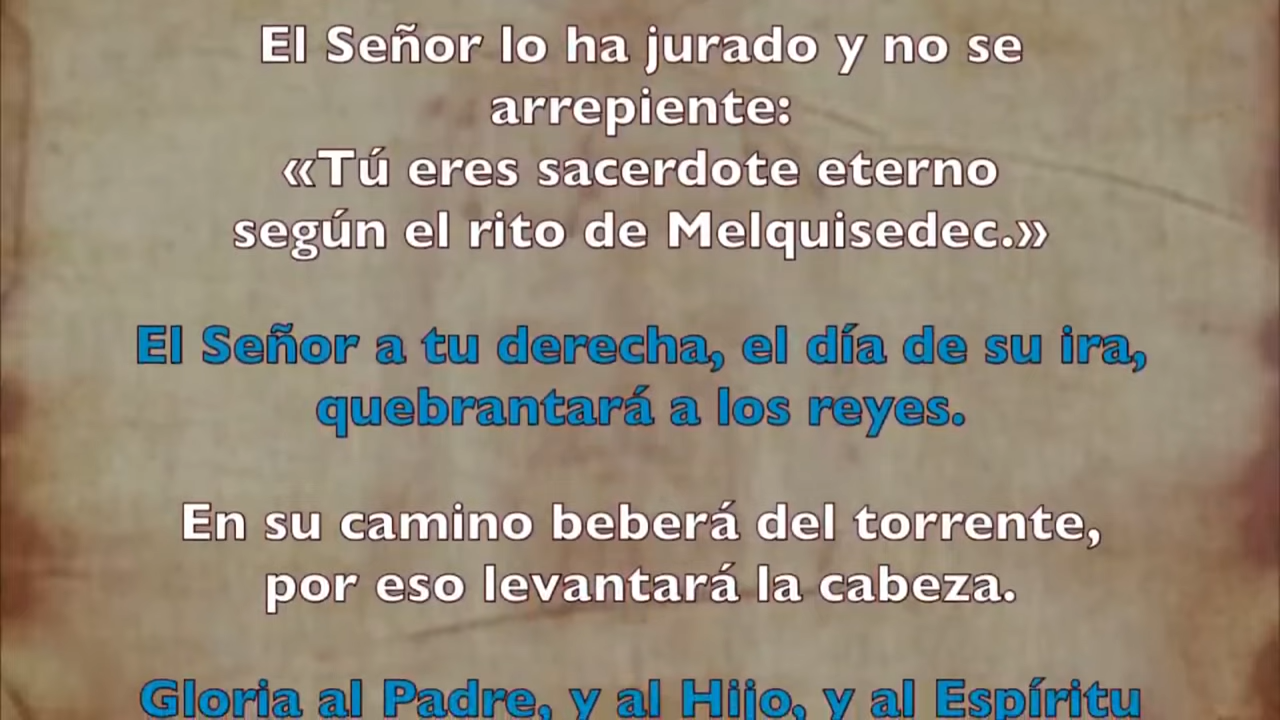 El Señor lo ha jurado y no se
arrepiente:
«Tú eres sacerdote eterno
según el rito de Melquisedec.»
El Señor a tu derecha, el día de su ira,
quebrantará a los reyes.
En su camino beberá del torrente,
por eso levantará la cabeza.
Gloria al Padre, y al Hijo, y al Espíritu